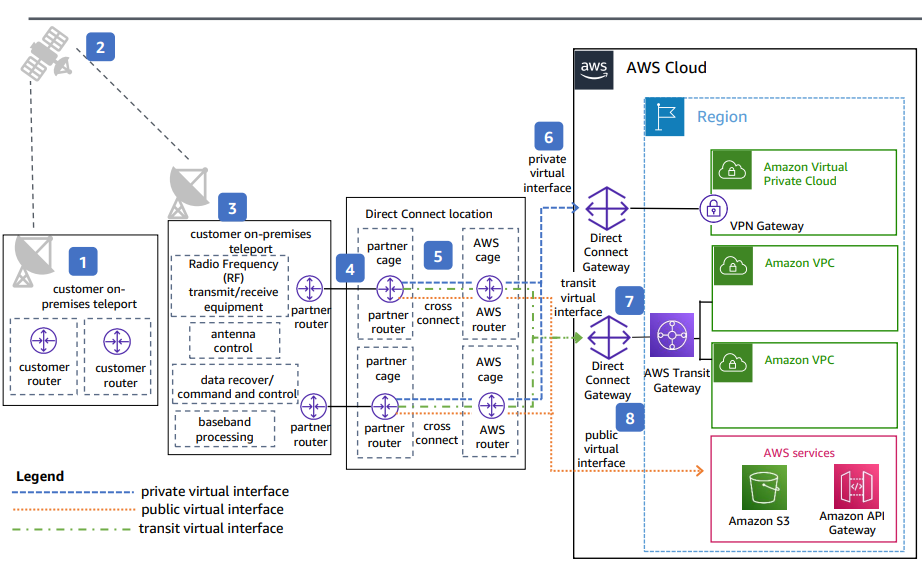 2
aws
AWS Cloud
Region
6
private
virtual
interface
Amazon Virtual
Private Cloud
VPN Gateway
Direct
Connect
Gateway
3
customer on-premises
teleport
Radio Frequency
(RF)
transmit/receive
equipment
antenna
control
data recover/
command and control
baseband
processing
partner
router
partner
router
Direct Connect location
4
5
partner
cage
AWS
cage
partner
router
cross
connect
AWS
router
partner
cage
AWS
cage
partner
router
cross
connect
AWS
router
1
customer on-
premises teleport
customer
router
customer
router
transit
virtual
interface
7
Direct
Connect
Gateway
AWS Transit
Gateway
Amazon VPC
Amazon VPC
8
public
virtual
interface
AWS services
Amazon S3
Amazon API
Gateway
Legend
private virtual interface
public virtual interface
transit virtual interface